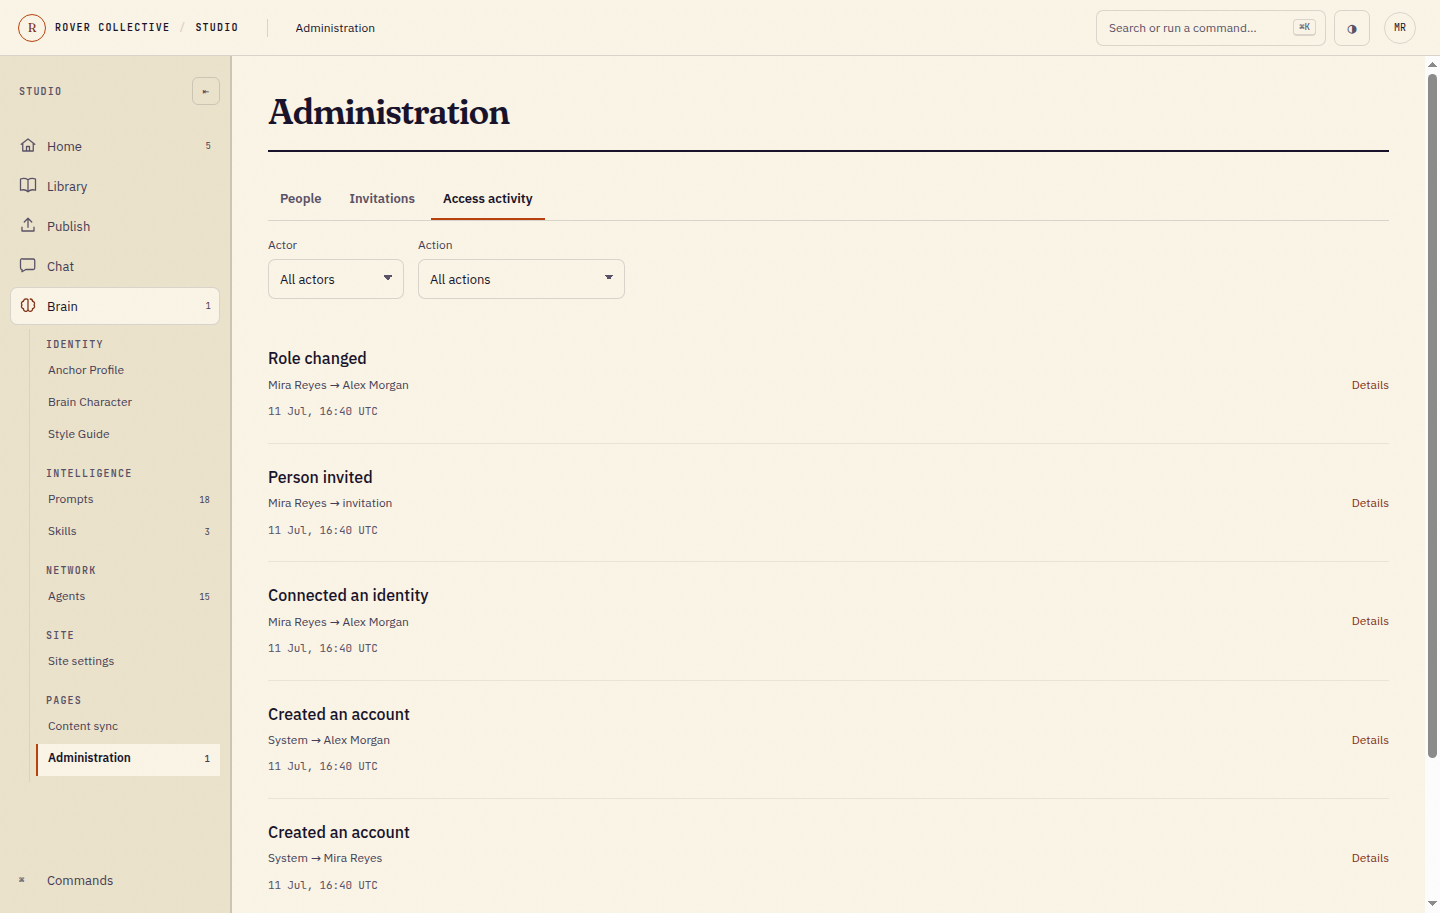 R ROVER COLLECTIVE / STUDIO Administration Search or run a command... ⌘K ◑ MR
STUDIO ⇤
Home 5
Library
Publish
Chat
Brain 1
IDENTITY
Anchor Profile
Brain Character
Style Guide
INTELLIGENCE
Prompts 18
Skills 3
NETWORK
Agents 15
SITE
Site settings
PAGES
Content sync
Administration 1
⌘ Commands
Administration
People Invitations Access activity
Actor Action
All actors All actions
Role changed
Mira Reyes → Alex Morgan Details
11 Jul, 16:40 UTC
Person invited
Mira Reyes → invitation Details
11 Jul, 16:40 UTC
Connected an identity
Mira Reyes → Alex Morgan Details
11 Jul, 16:40 UTC
Created an account
System → Alex Morgan Details
11 Jul, 16:40 UTC
Created an account
System → Mira Reyes Details
11 Jul, 16:40 UTC